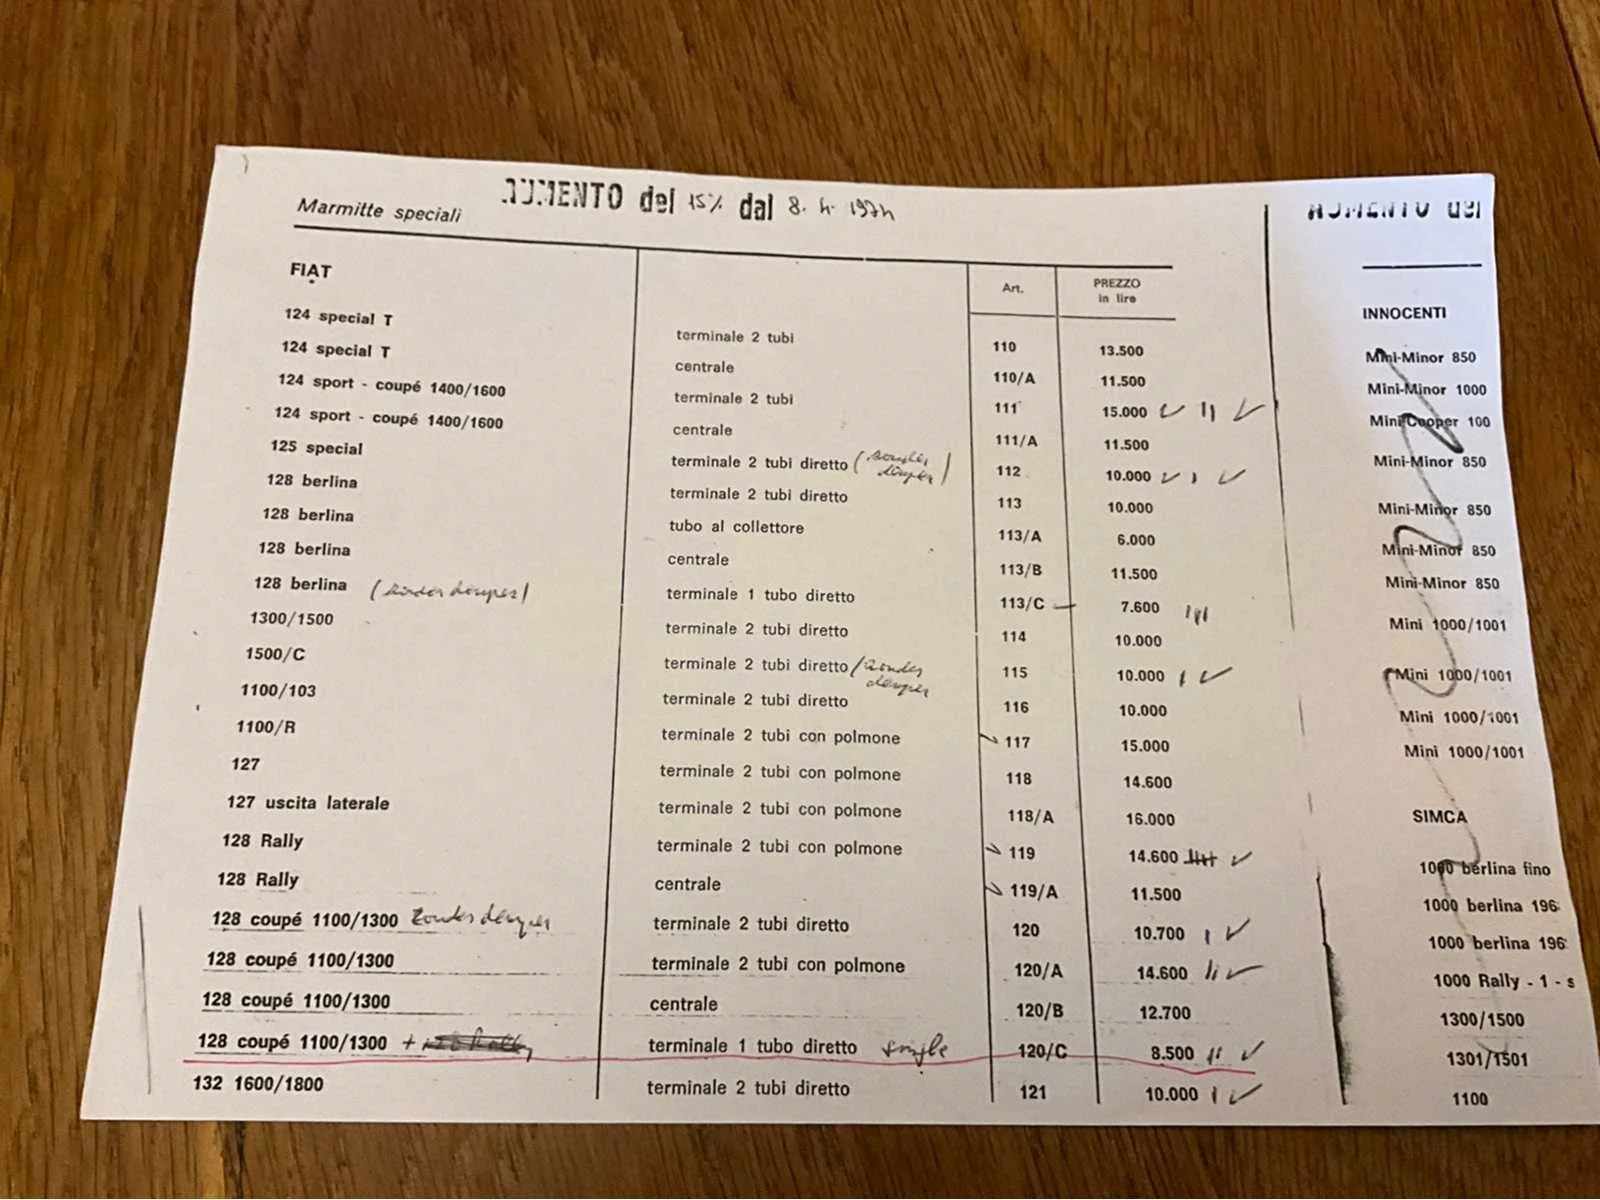 Marmitte speciali AUMENTO del 15% dal 8. 4. 1974
FIAT Art. PREZZO in lire
124 special T terminale 2 tubi 110 13.500
124 special T centrale 110/A 11.500
124 sport - coupé 1400/1600 terminale 2 tubi 111 15.000
124 sport - coupé 1400/1600 centrale 111/A 11.500
125 special terminale 2 tubi diretto 112 10.000
128 berlina terminale 2 tubi diretto 113 10.000
128 berlina tubo al collettore 113/A 6.000
128 berlina centrale 113/B 11.500
128 berlina (zonder demper) terminale 1 tubo diretto 113/C 7.600
1300/1500 terminale 2 tubi diretto 114 10.000
1500/C terminale 2 tubi diretto (zonder demper 115 10.000
1100/103 terminale 2 tubi diretto 116 10.000
1100/R terminale 2 tubi con polmone 117 15.000
127 terminale 2 tubi con polmone 118 14.600
127 uscita laterale terminale 2 tubi con polmone 118/A 16.000
128 Rally terminale 2 tubi con polmone 119 14.600
128 Rally centrale 119/A 11.500
128 coupé 1100/1300 zonder demper terminale 2 tubi diretto 120 10.700
128 coupé 1100/1300 terminale 2 tubi con polmone 120/A 14.600
128 coupé 1100/1300 centrale 120/B 12.700
128 coupé 1100/1300 + terminale 1 tubo diretto single 120/C 8.500
132 1600/1800 terminale 2 tubi diretto 121 10.000
AUMENTO del
INNOCENTI
Mini-Minor 850
Mini-Minor 1000
Mini Cooper 100
Mini-Minor 850
Mini-Minor 850
Mini-Minor 850
Mini-Minor 850
Mini 1000/1001
Mini 1000/1001
Mini 1000/1001
Mini 1000/1001
SIMCA
1000 berlina fino
1000 berlina 196
1000 berlina 196
1000 Rally - 1 - s
1300/1500
1301/1501
1100